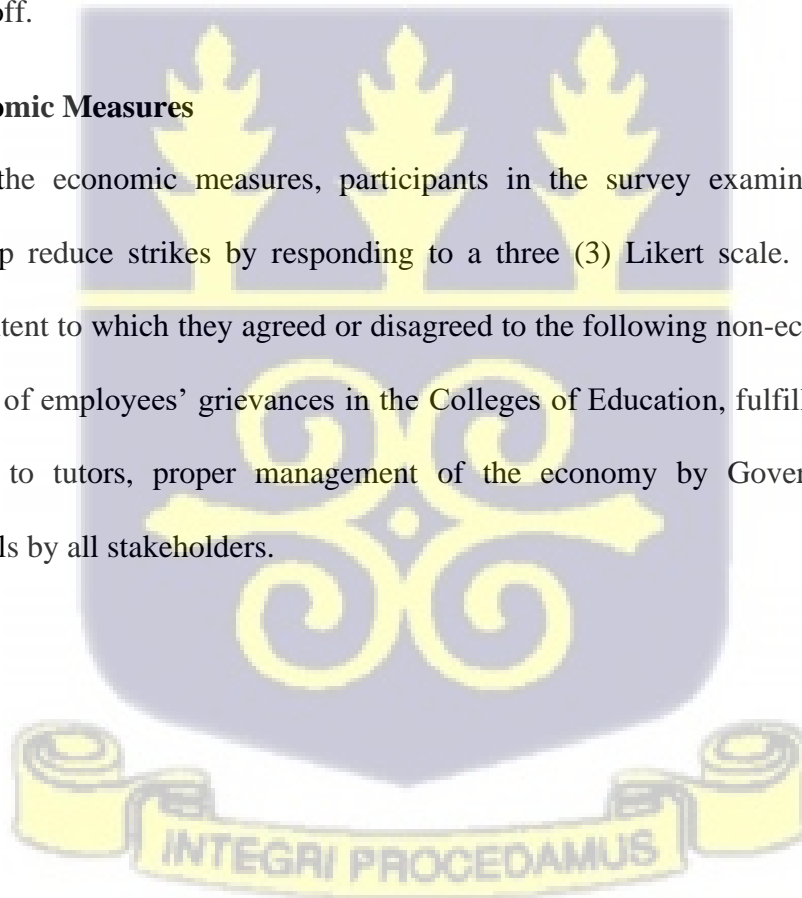 off.
omic Measures
the economic measures, participants in the survey examin
p reduce strikes by responding to a three (3) Likert scale.
tent to which they agreed or disagreed to the following non-ec
of employees’ grievances in the Colleges of Education, fulfill
to tutors, proper management of the economy by Gover
ls by all stakeholders.
INTEGRI PROCEDAMUS